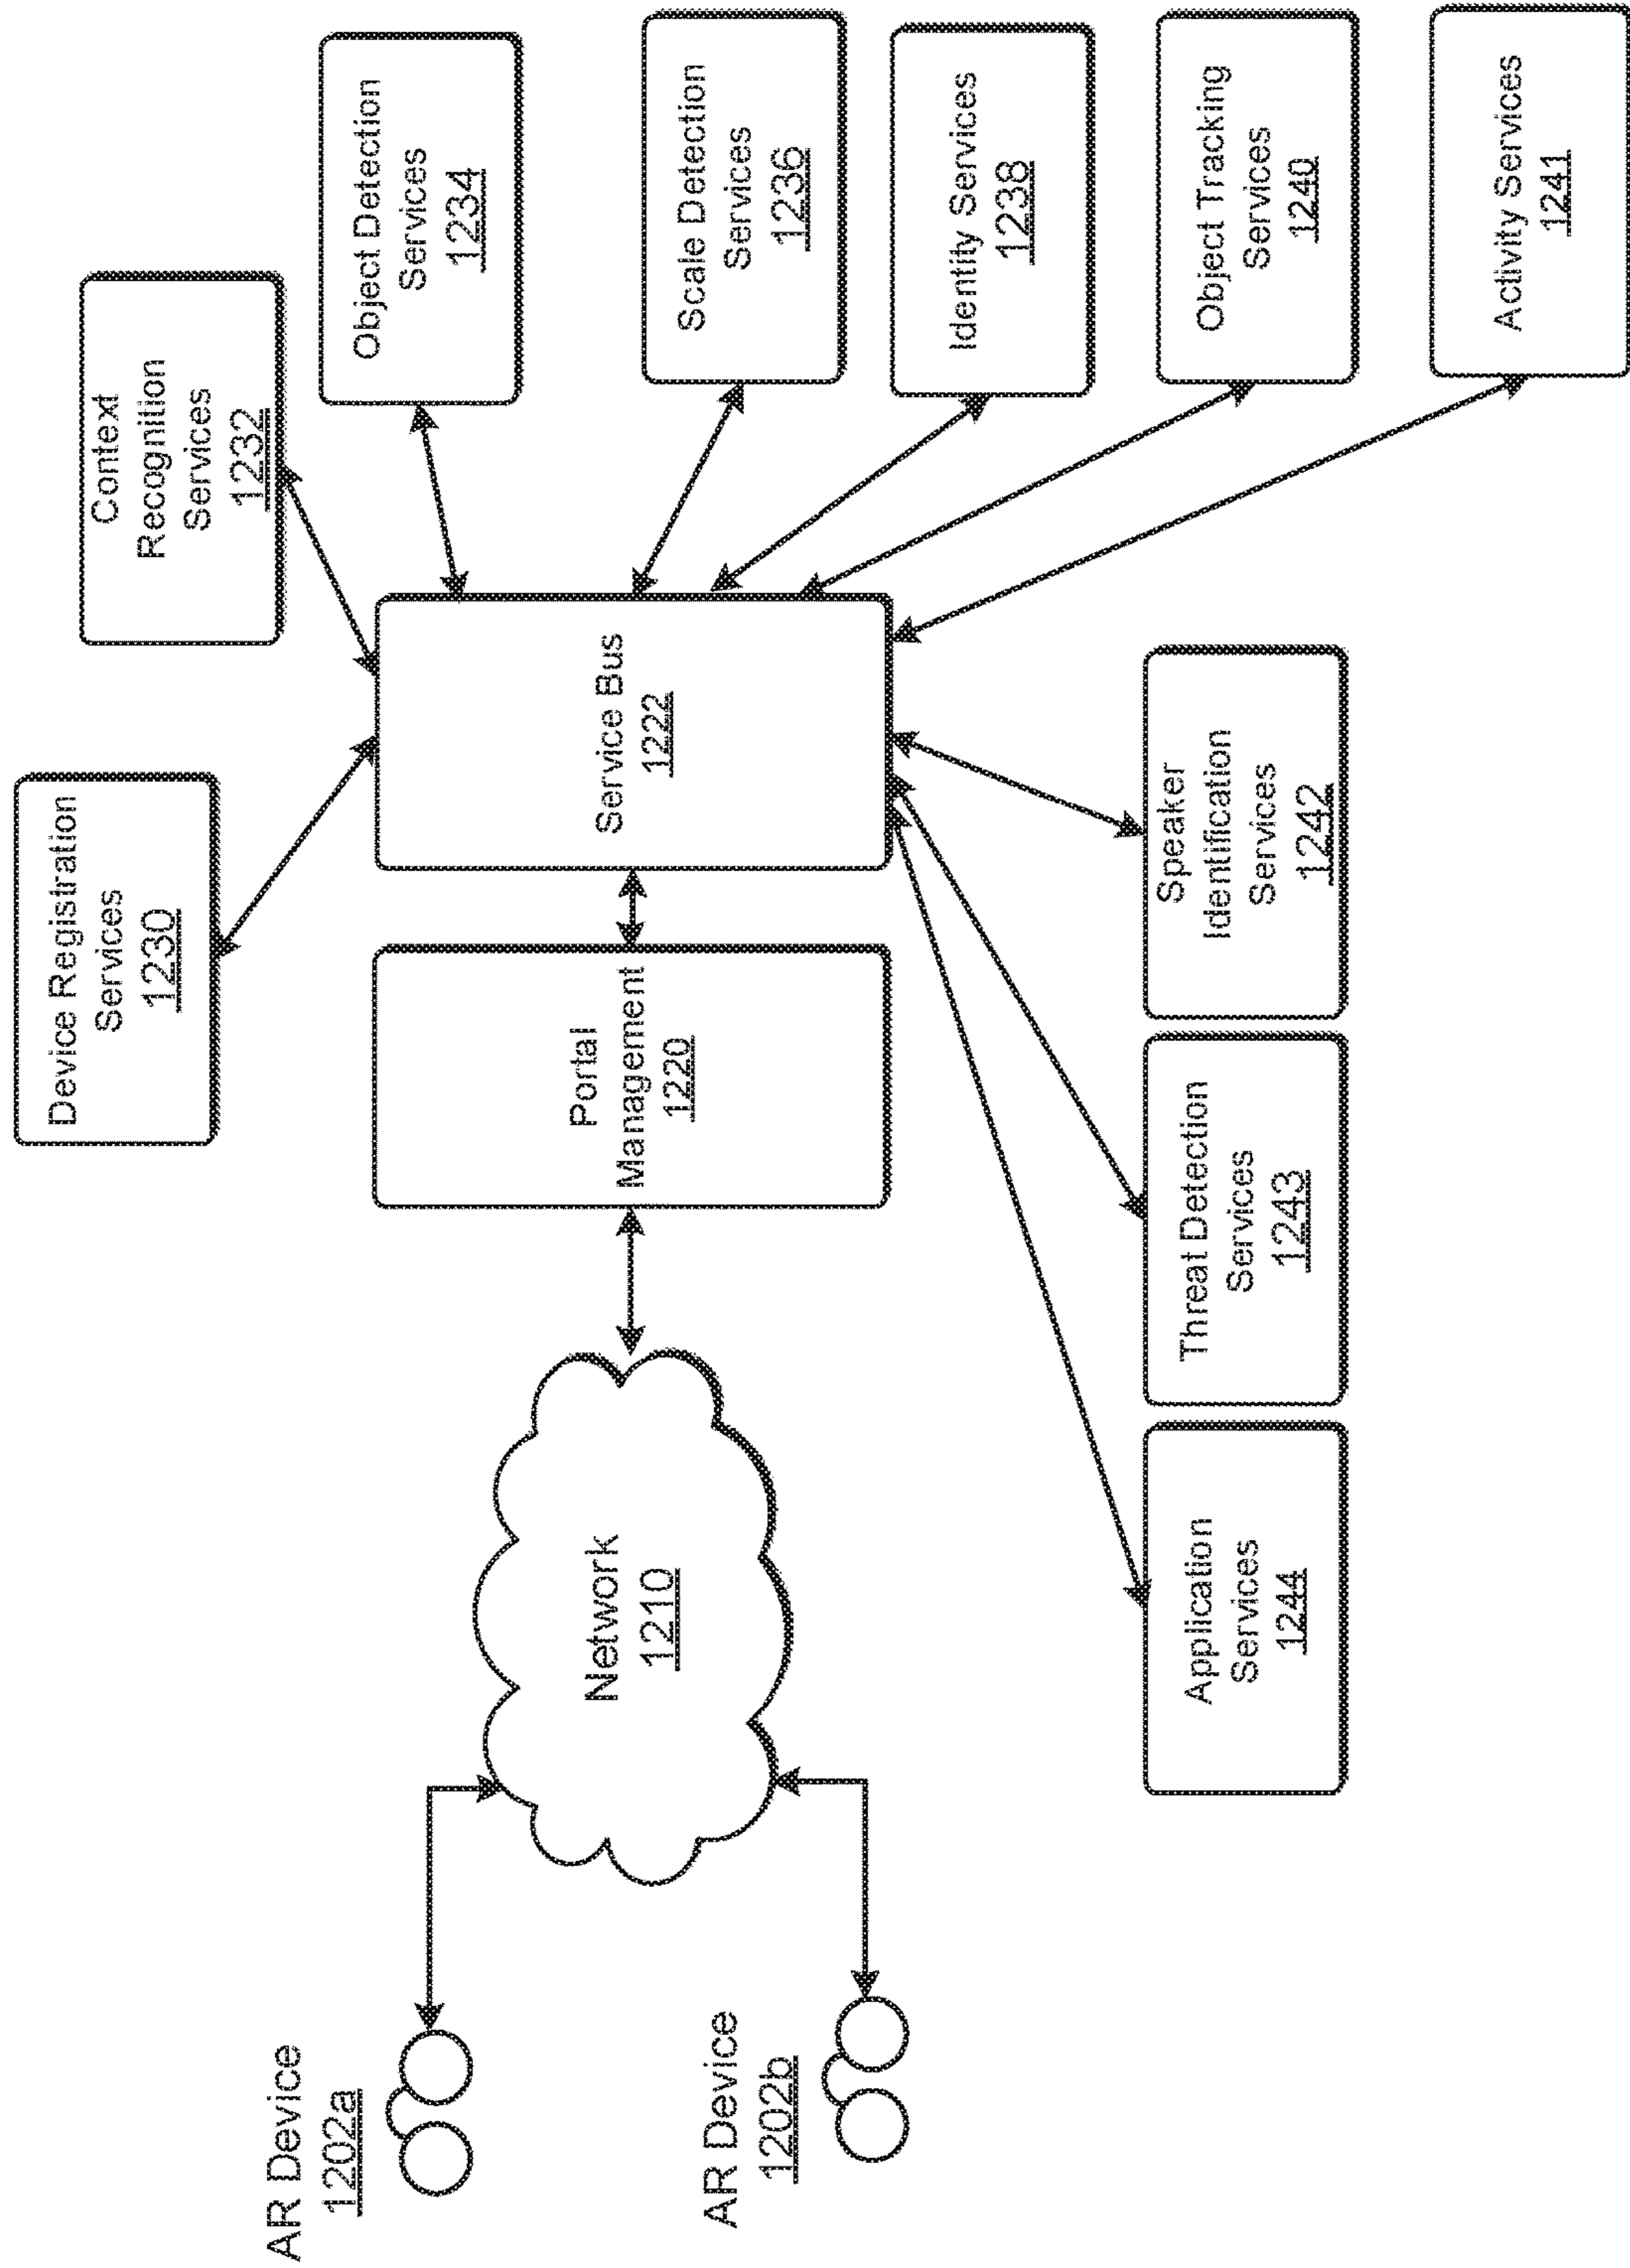 AR Device
1202a
AR Device
1202b
Network
1210
Portal
Management
1220
Service Bus
1222
Device Registration
Services
1230
Context
Recognition
Services
1232
Object Detection
Services
1234
Scale Detection
Services
1236
Identity Services
1238
Object Tracking
Services
1240
Activity Services
1241
Speaker
Identification
Services
1242
Threat Detection
Services
1243
Application
Services
1244